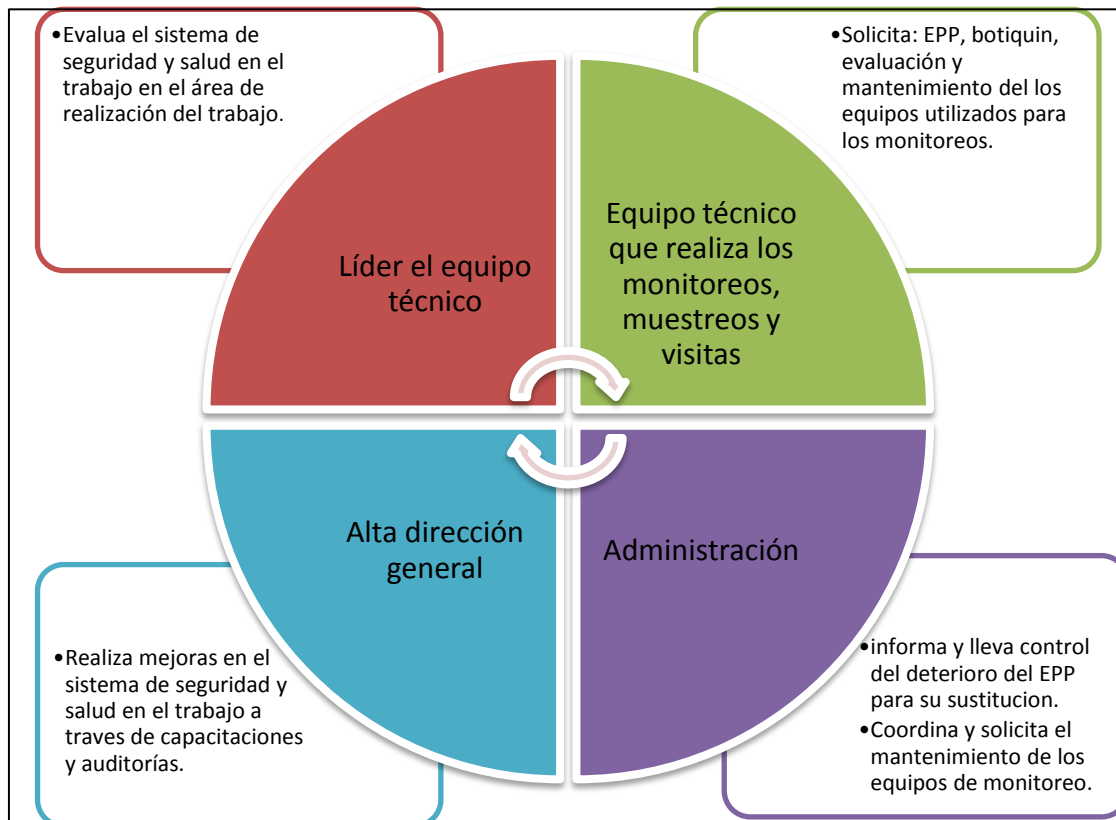 •Evalua el sistema de
seguridad y salud en el
trabajo en el área de
realización del trabajo.
•Solicita: EPP, botiquin,
evaluación y
mantenimiento del los
equipos utilizados para
los monitoreos.
Líder el equipo
técnico
Equipo técnico
que realiza los
monitoreos,
muestreos y
visitas
Alta dirección
general
Administración
•Realiza mejoras en el
sistema de seguridad y
salud en el trabajo a
traves de capacitaciones
y auditorías.
•informa y lleva control
del deterioro del EPP
para su sustitucion.
•Coordina y solicita el
mantenimiento de los
equipos de monitoreo.